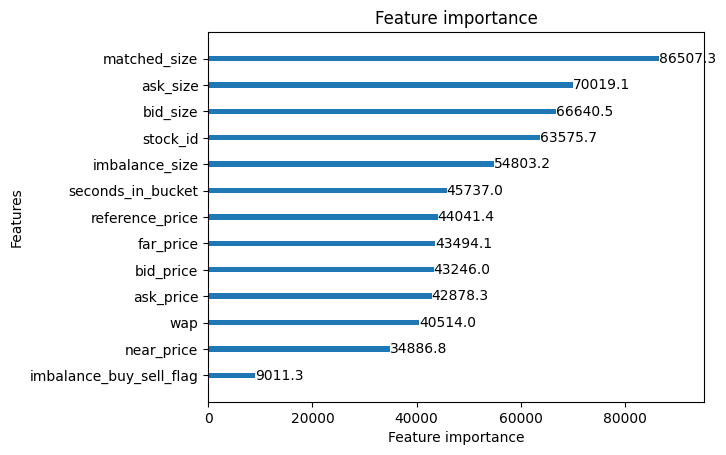 Feature importance
matched_size 86507.3
ask_size 70019.1
bid_size 66640.5
stock_id 63575.7
imbalance_size 54803.2
seconds_in_bucket 45737.0
reference_price 44041.4
far_price 43494.1
bid_price 43246.0
ask_price 42878.3
wap 40514.0
near_price 34886.8
imbalance_buy_sell_flag 9011.3
Features
0 20000 40000 60000 80000
Feature importance